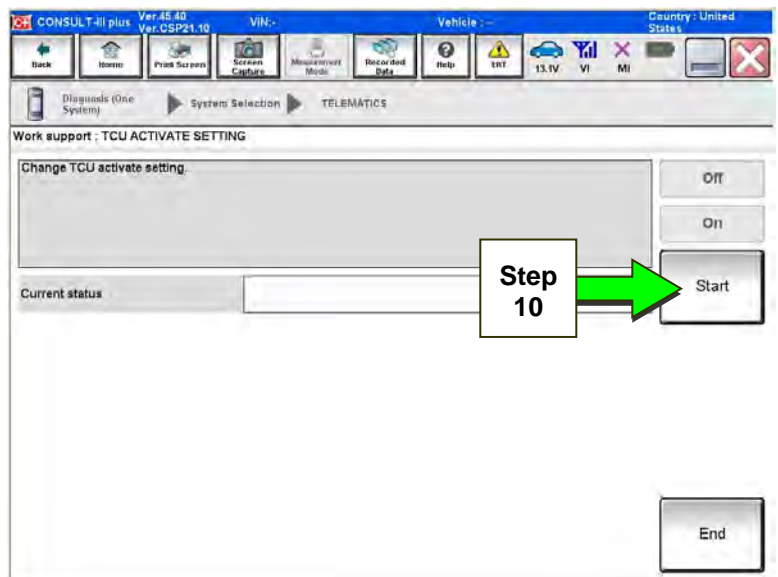 CONSULT-III plus Ver.45.40 VIN:- Vehicle : - Country : United
Ver.CSP21.10 States
Back Home Print Screen Screen Capture Measurement Mode Recorded Data Help ERT 13.1V VI MI
Diagnosis (One System) System Selection TELEMATICS
Work support : TCU ACTIVATE SETTING
Change TCU activate setting.
Off
On
Step
10
Start
Current status
End